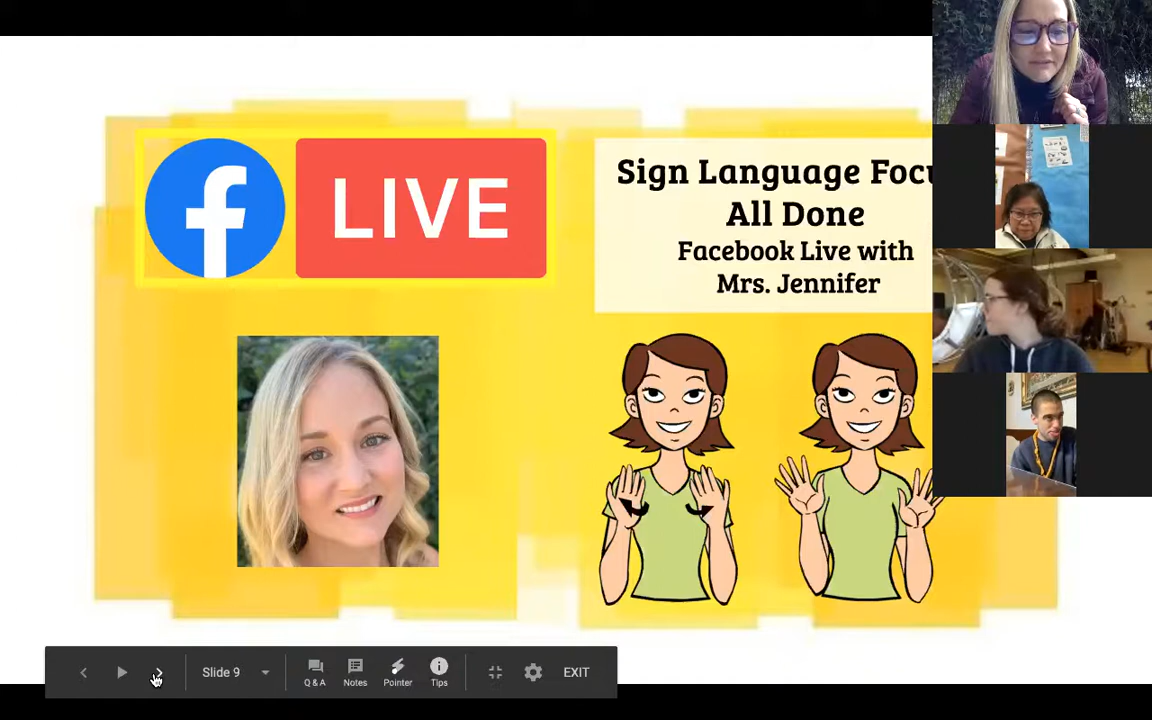 LIVE
Sign Language Focu
All Done
Facebook Live with
Mrs. Jennifer
Slide 9
Q & A
Notes
Pointer
Tips
EXIT